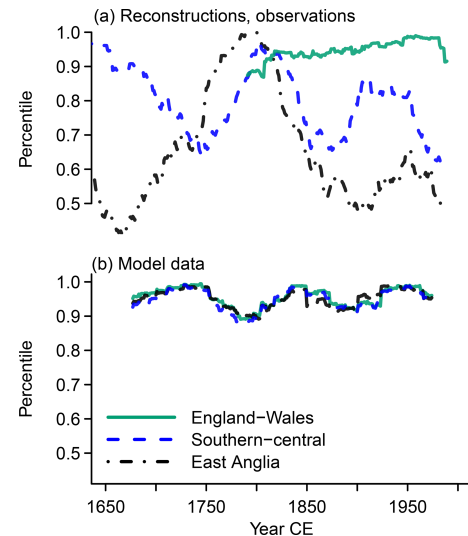 (a) Reconstructions, observations
1.0
0.9
0.8
0.7
0.6
0.5
Percentile
(b) Model data
1.0
0.9
0.8
0.7
0.6
0.5
Percentile
England−Wales
Southern−central
East Anglia
1650 1750 1850 1950
Year CE